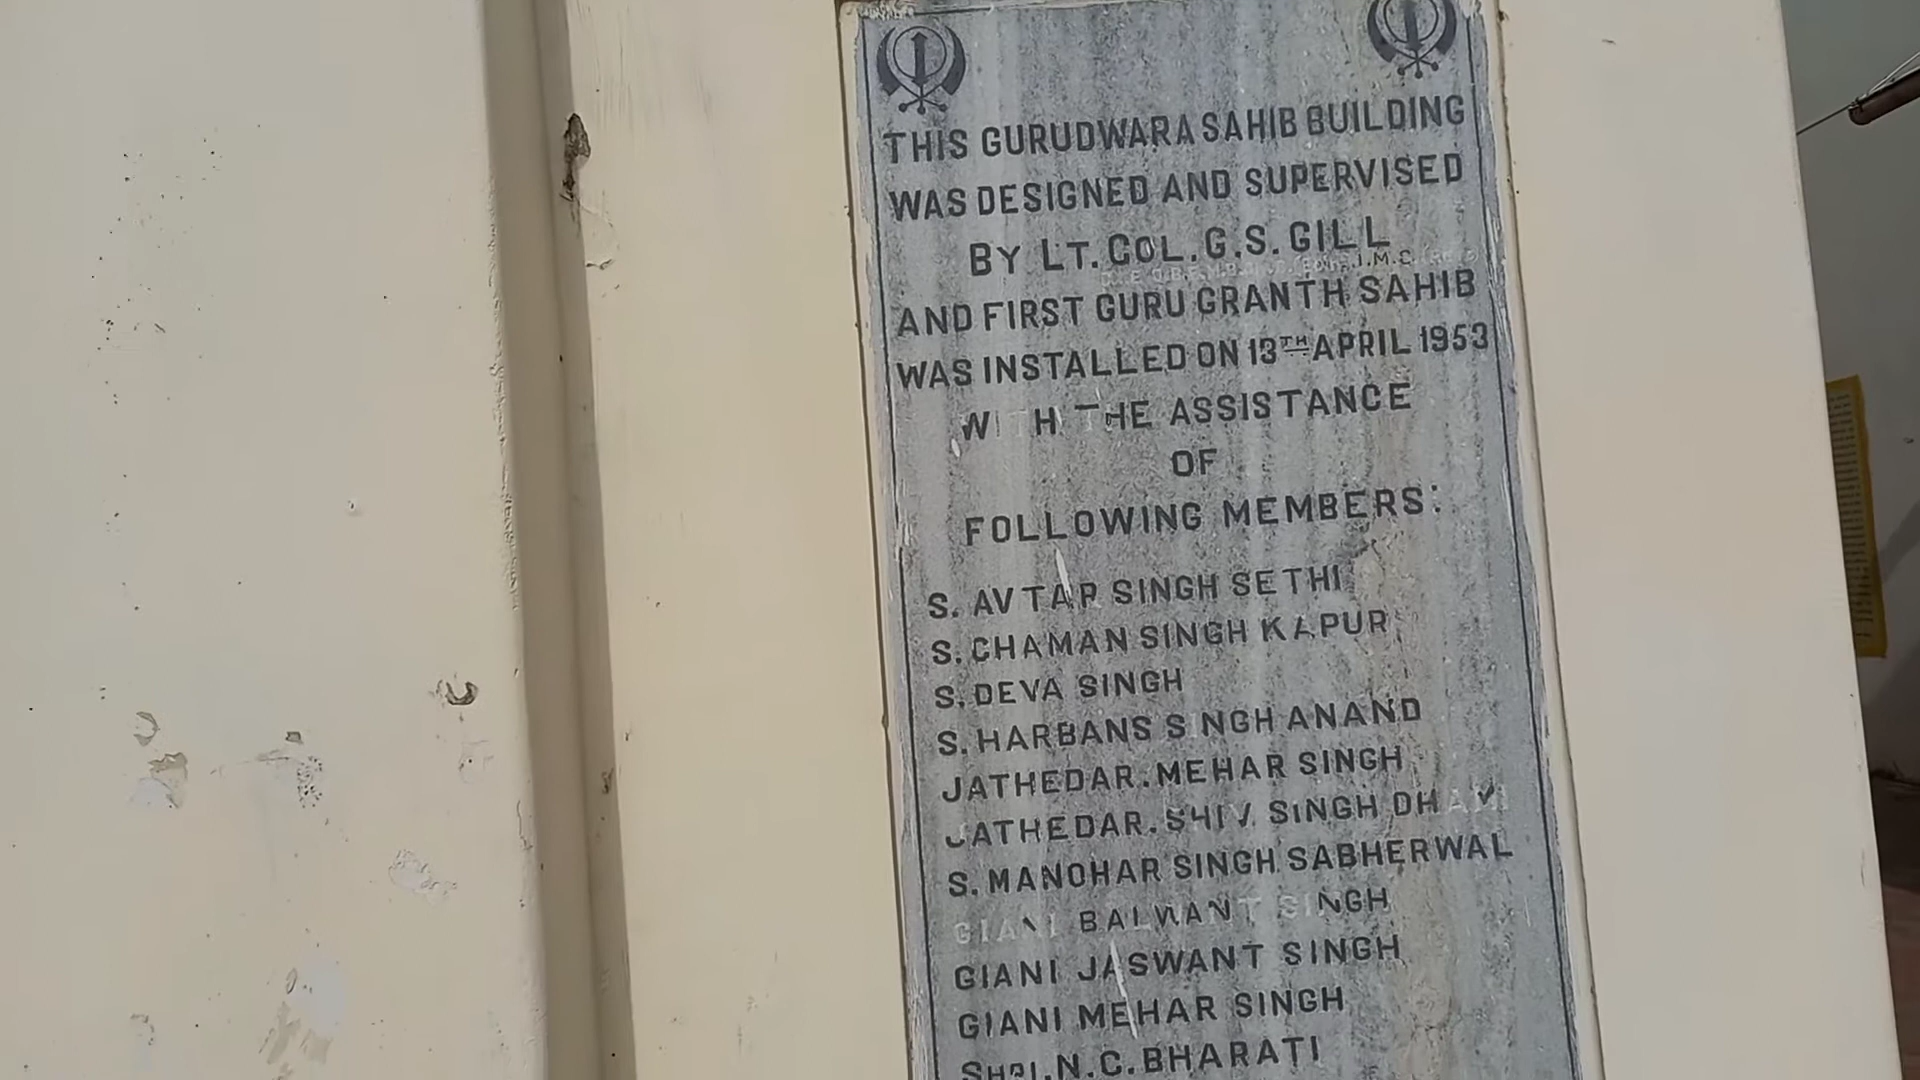 THIS GURUDWARA SAHIB BUILDING
WAS DESIGNED AND SUPERVISED
BY LT. COL. G.S. GILL
I.M.C.
AND FIRST GURU GRANTH SAHIB
WAS INSTALLED ON 13TH APRIL 1953
WITH THE ASSISTANCE
OF
FOLLOWING MEMBERS:
S. AVTAR SINGH SETHI
S. CHAMAN SINGH KAPUR
S. DEVA SINGH
S. HARBANS SINGH ANAND
JATHEDAR. MEHAR SINGH
JATHEDAR. SHIV SINGH
S. MANOHAR SINGH SABHERWAL
GIANI BALWANT SINGH
GIANI JASWANT SINGH
GIANI MEHAR SINGH
SHRI. N.C. BHARATI